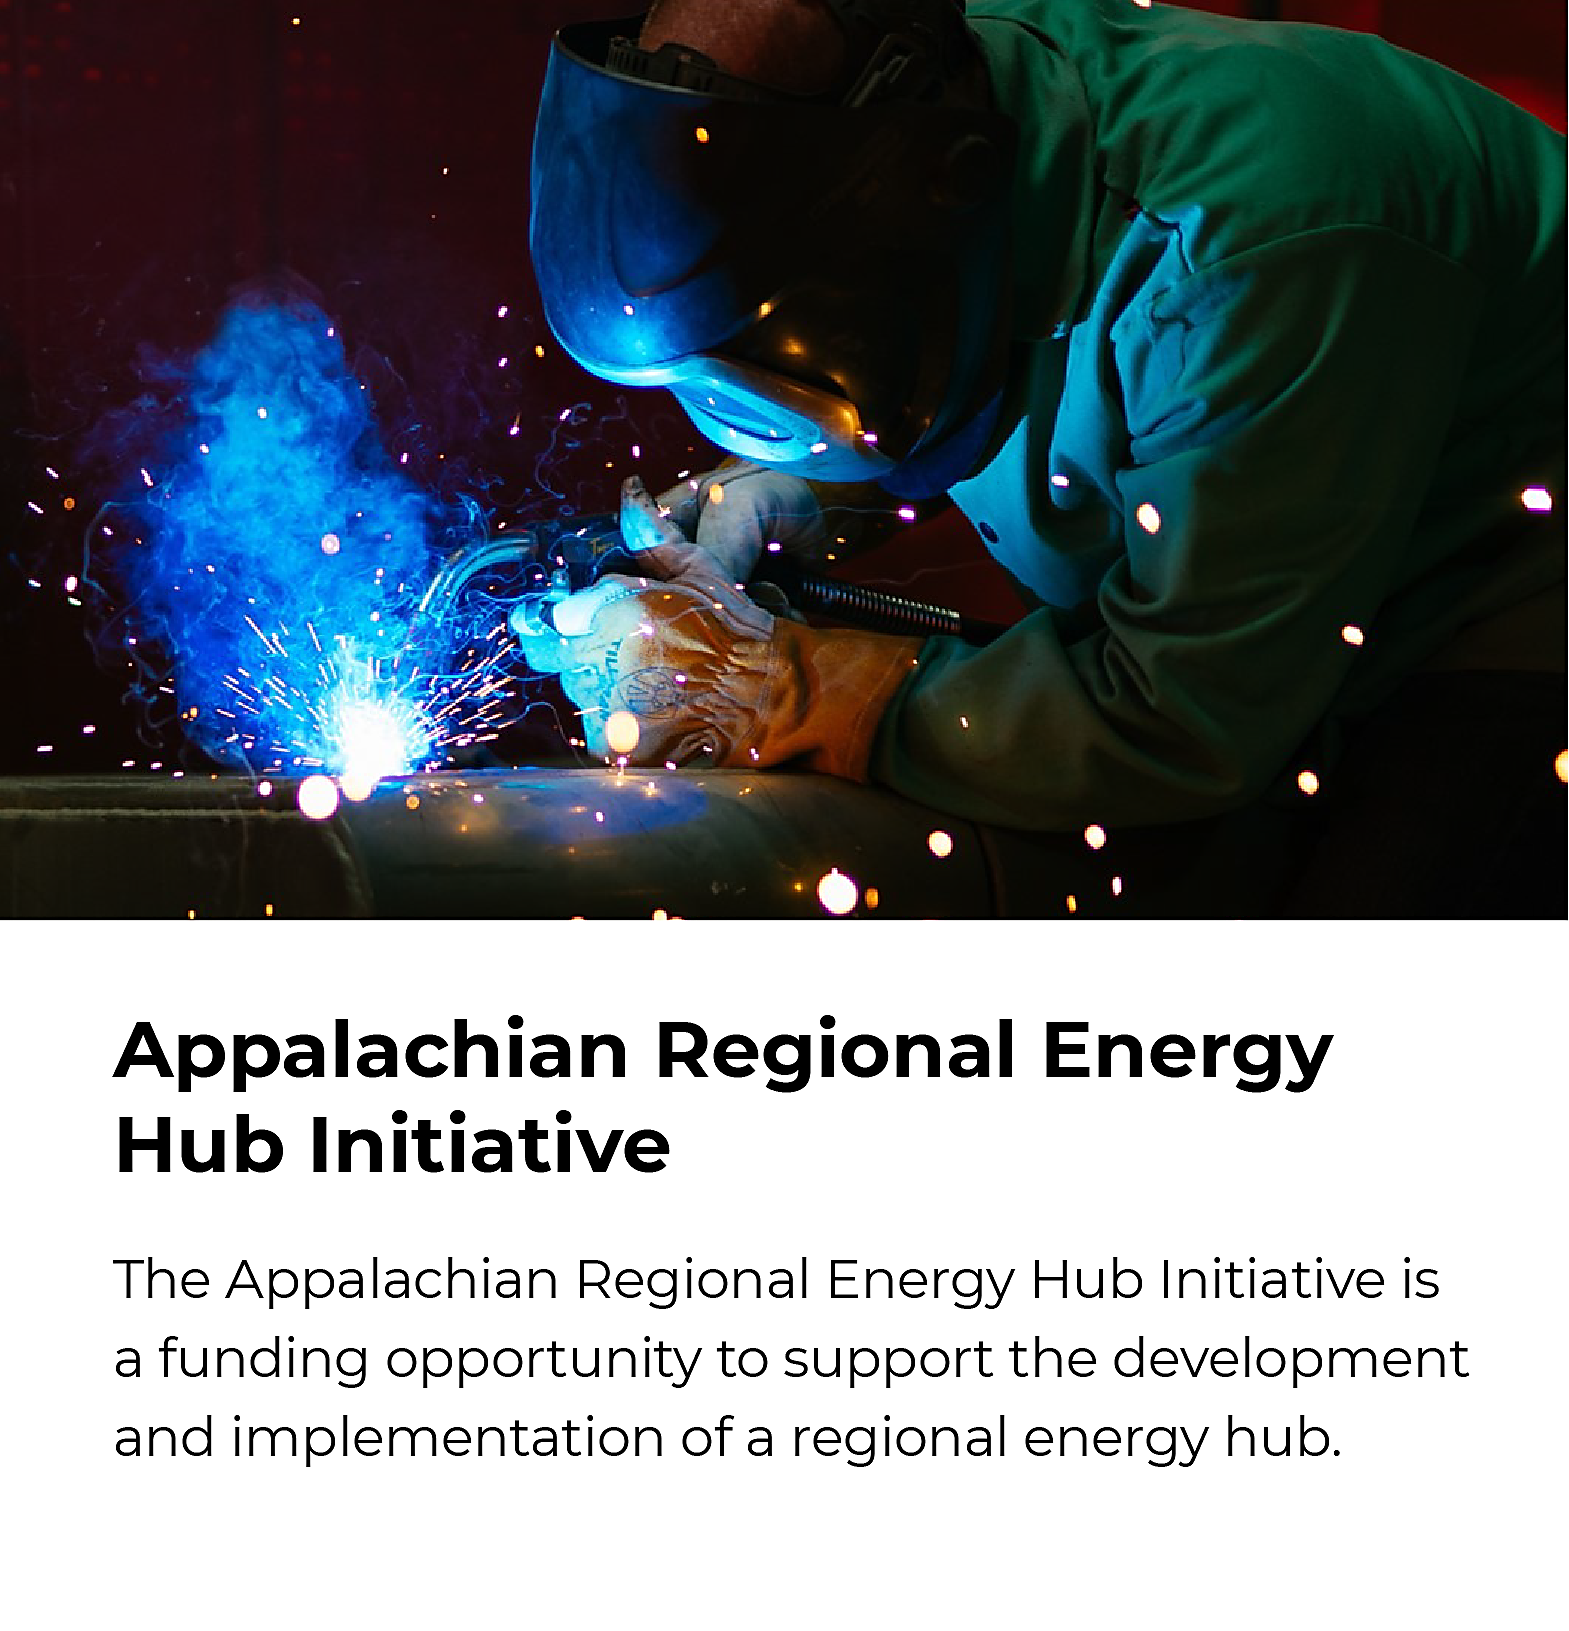 Appalachian Regional Energy
Hub Initiative
The Appalachian Regional Energy Hub Initiative is
a funding opportunity to support the development
and implementation of a regional energy hub.